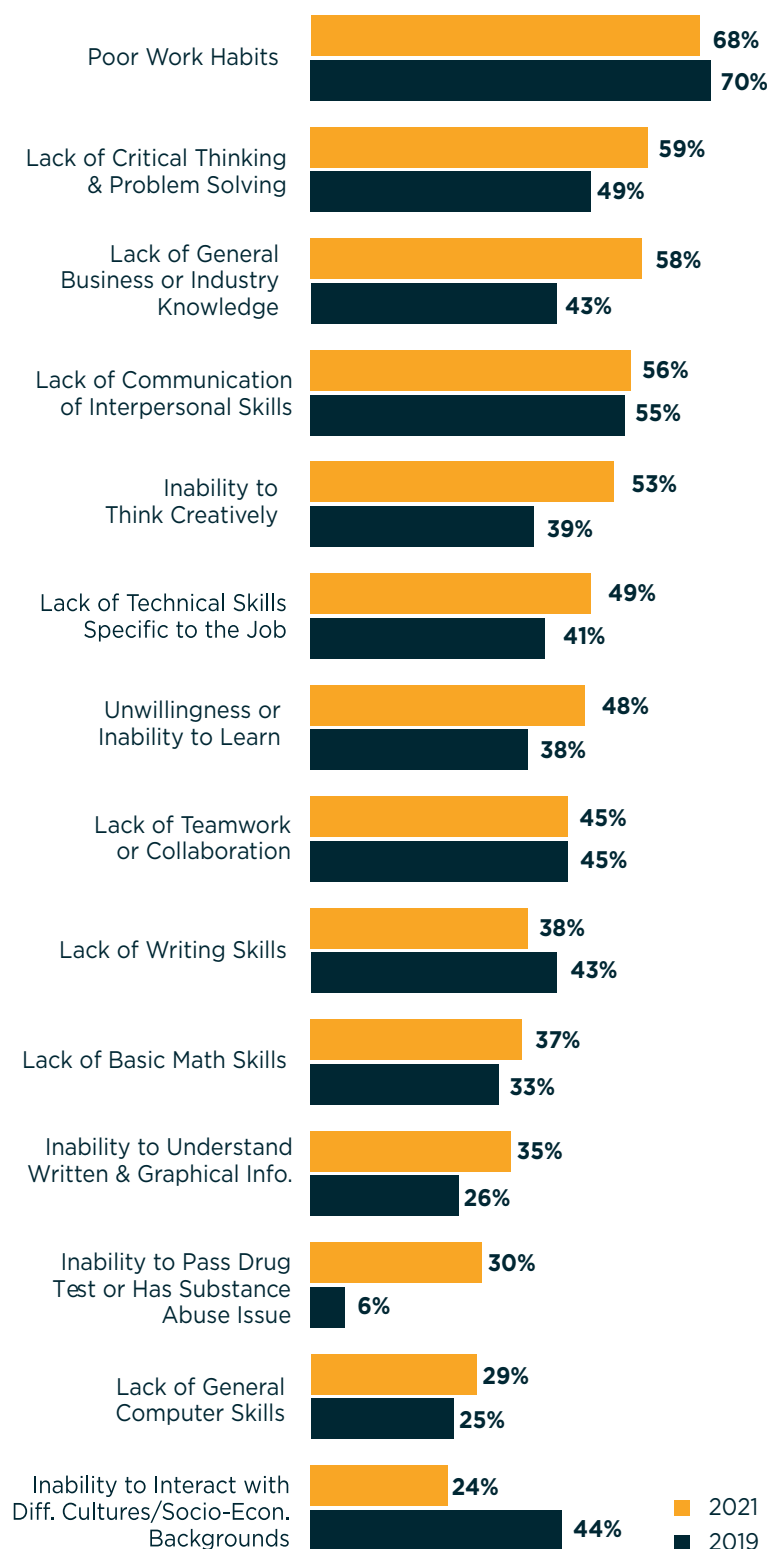 68%
Poor Work Habits
70%
59%
Lack of Critical Thinking
& Problem Solving
49%
Lack of General
58%
Business or Industry
Knowledge
43%
56%
Lack of Communication
of Interpersonal Skills
55%
53%
Inability to
Think Creatively
39%
49%
Lack of Technical Skills
Specific to the Job
41%
48%
Unwillingness or
Inability to Learn
38%
45%
Lack of Teamwork
or Collaboration
45%
38%
Lack of Writing Skills
43%
37%
Lack of Basic Math Skills
33%
Inability to Understand
35%
Written & Graphical Info.
26%
Inability to Pass Drug
30%
Test or Has Substance
Abuse Issue
6%
29%
Lack of General
Computer Skills
25%
Inability to Interact with
24%
Diff. Cultures/Socio-Econ.
Backgrounds
44%
2021
2019